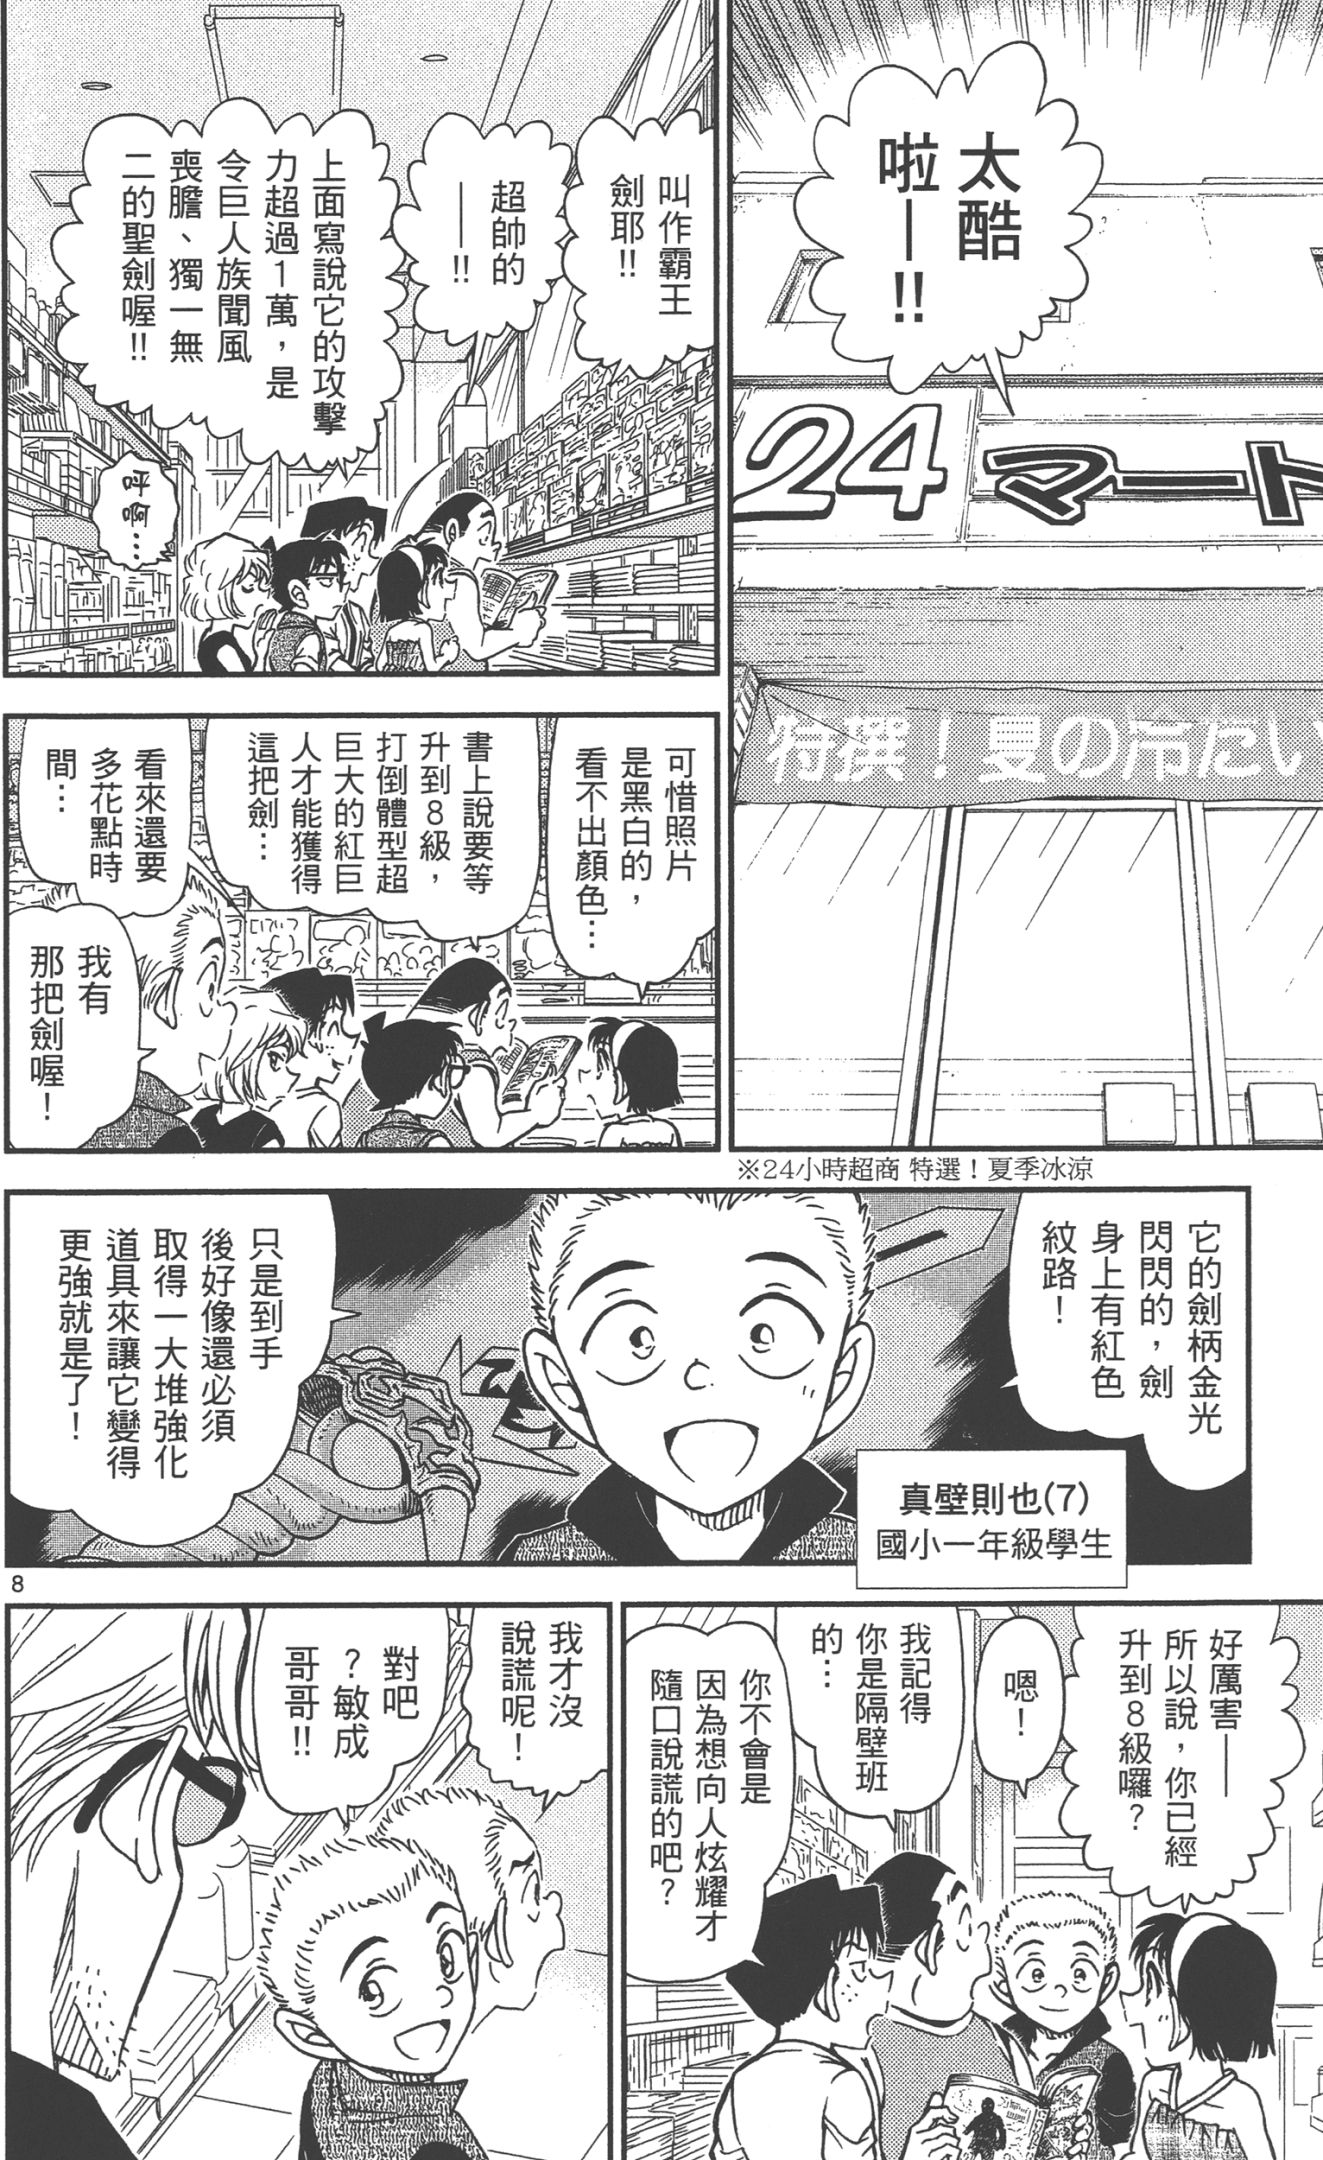 太酷
啦—!!
24マート
特撰！夏の冷たい
※24小時超商 特選！夏季冰涼
叫作霸王
劍耶!!
超帥的
—!!
上面寫說它的攻擊
力超過1萬，是
令巨人族聞風
喪膽、獨一無
二的聖劍喔!!
呼啊…
可惜照片
是黑白的，
看不出顏色…
書上說要等
升到8級，
打倒體型超
巨大的紅巨
人才能獲得
這把劍…
看來還要
多花點時
間…
我有
那把劍喔！
它的劍柄金光
閃閃的，劍
身上有紅色
紋路！
只是到手
後好像還必須
取得一大堆強化
道具來讓它變得
更強就是了！
真壁則也(7)
國小一年級學生
8
好厲害—
所以說，你已經
升到8級囉？
嗯！
我記得
你是隔壁班
的…
你不會是
因為想向人炫耀才
隨口說謊的吧？
我才沒
說謊呢！
對吧
？敏成
哥哥!!